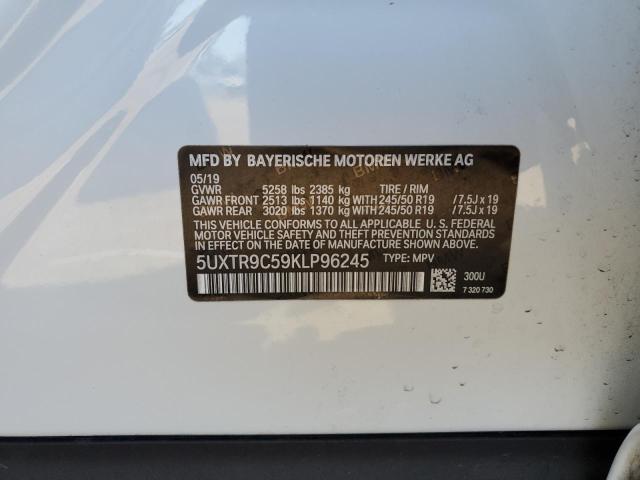 MFD BY BAYERISCHE MOTOREN WERKE AG
05/19
GVWR 5258 lbs 2385 kg TIRE / RIM
GAWR FRONT 2513 lbs 1140 kg WITH 245/50 R19 /7.5J x 19
GAWR REAR 3020 lbs 1370 kg WITH 245/50 R19 /7.5J x 19
THIS VEHICLE CONFORMS TO ALL APPLICABLE U. S. FEDERAL
MOTOR VEHICLE SAFETY STANDARDS IN EFFECT ON THE DATE
OF MANUFACTURE SHOWN ABOVE.
5UXTR9C59KLP96245 TYPE: MPV
300U
7 320 730